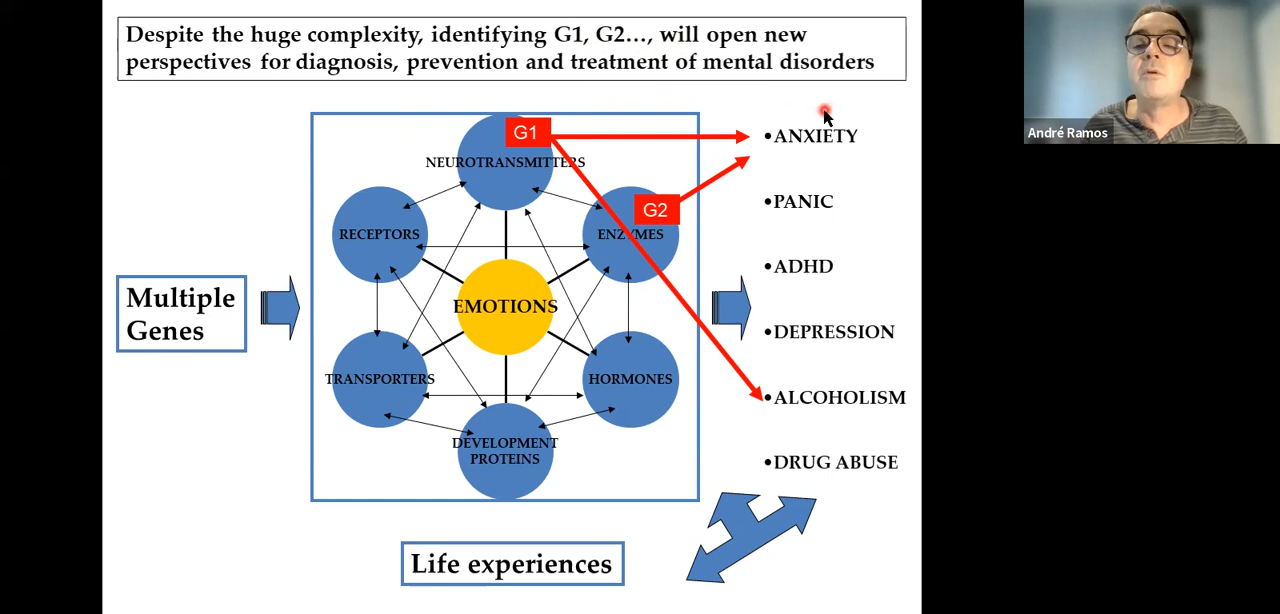 Despite the huge complexity, identifying G1, G2…, will open new
perspectives for diagnosis, prevention and treatment of mental disorders
André Ramos
G1
NEUROTRANSMITTERS
•ANXIETY
G2
•PANIC
RECEPTORS
ENZYMES
•ADHD
Multiple
Genes
EMOTIONS
•DEPRESSION
TRANSPORTERS
HORMONES
•ALCOHOLISM
DEVELOPMENT
PROTEINS
•DRUG ABUSE
Life experiences